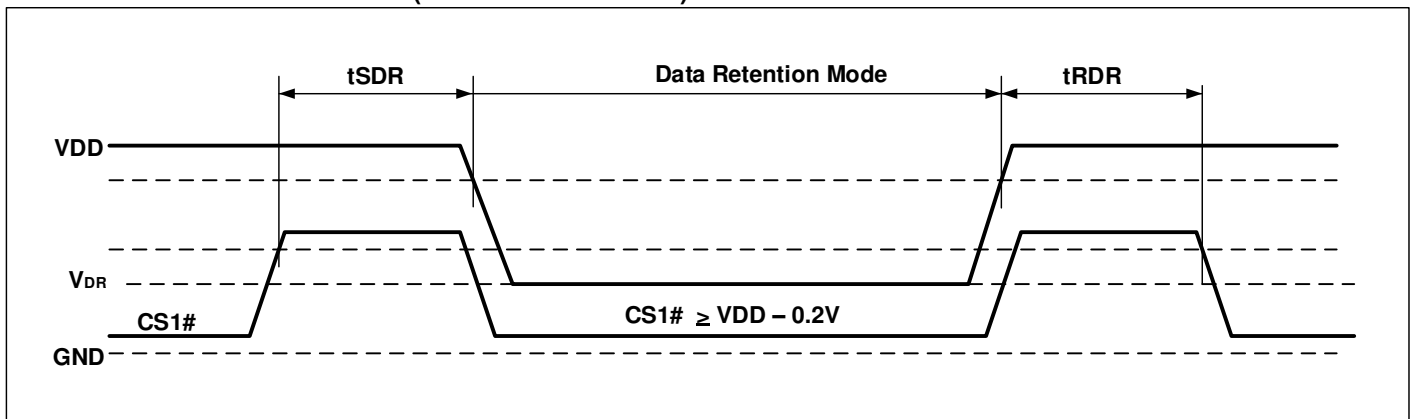 tSDR Data Retention Mode tRDR
VDD
VDR
CS1# CS1# ≥ VDD – 0.2V
GND